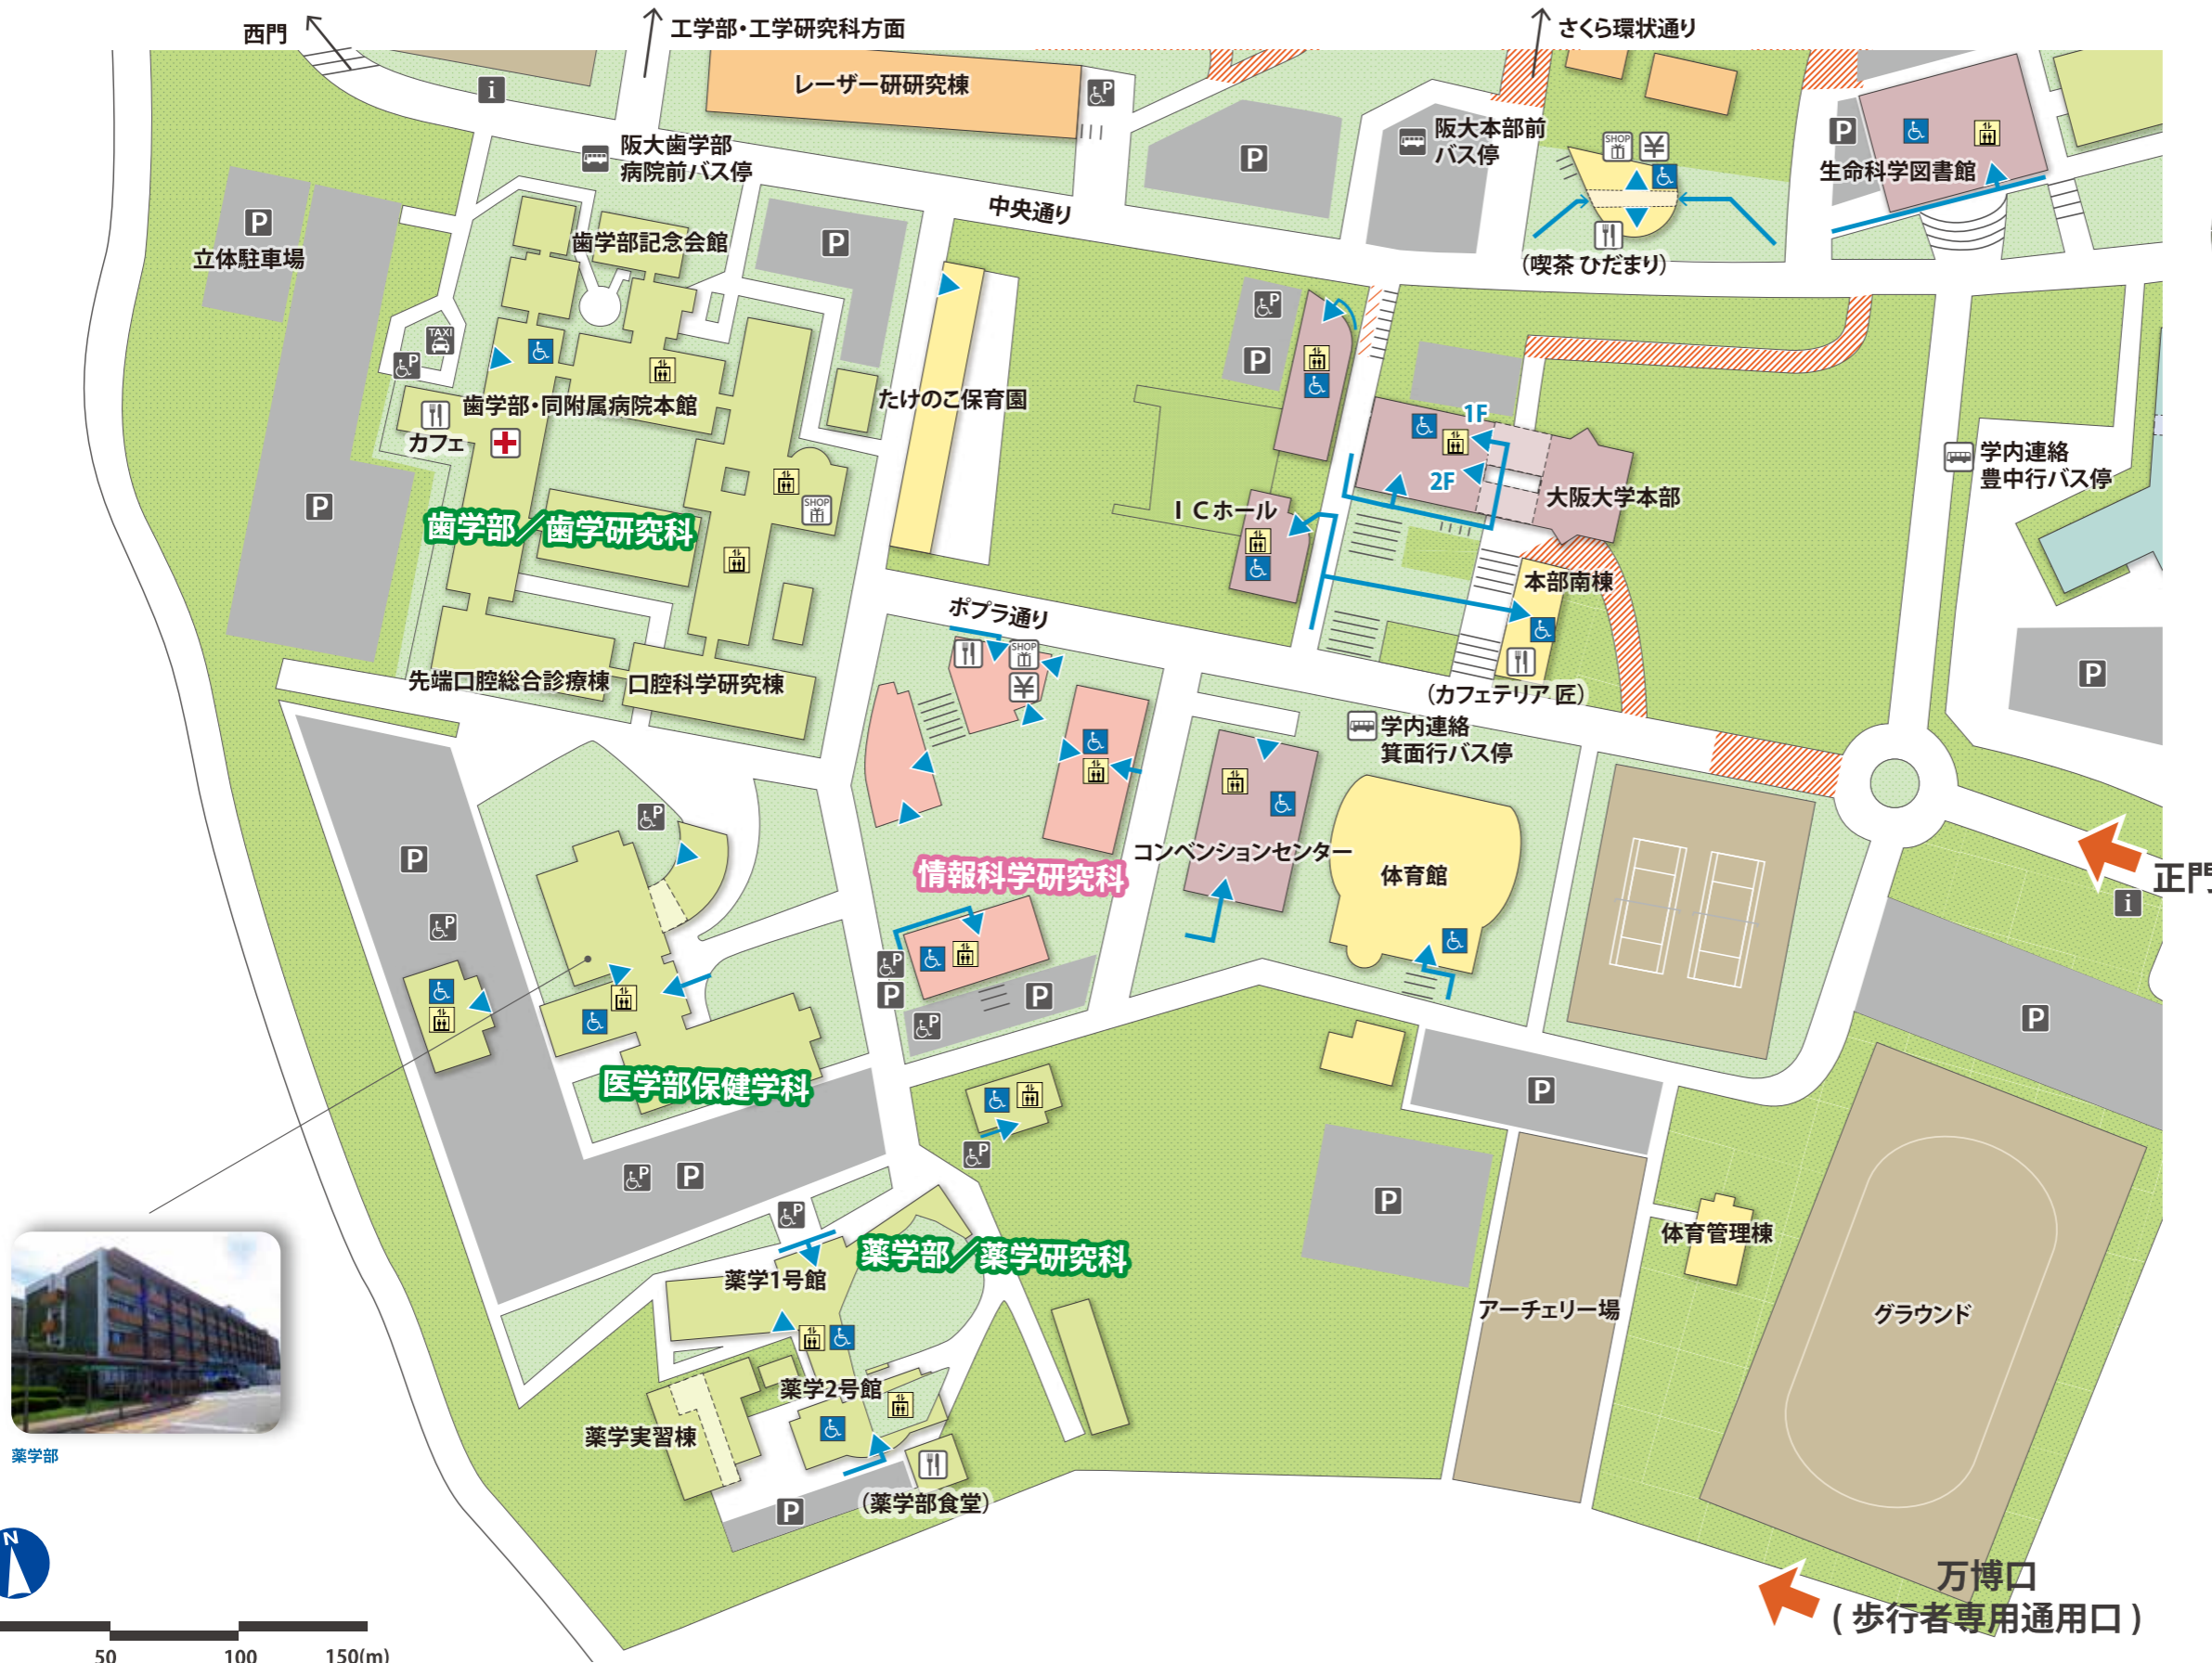 西門
工学部・工学研究科方面
さくら環状通り
レーザー研研究棟
阪大歯学部
病院前バス停
阪大本部前
バス停
SHOP
¥
生命科学図書館
P
P
P
P
P
i
立体駐車場
歯学部記念会館
P
中央通り
(喫茶 ひだまり)
TAXI
P
P
P
歯学部・同附属病院本館
カフェ
たけのこ保育園
1F
2F
大阪大学本部
学内連絡
豊中行バス停
P
SHOP
ICホール
歯学部/歯学研究科
本部南棟
ポプラ通り
SHOP
¥
先端口腔総合診療棟
口腔科学研究棟
(カフェテリア 匠)
学内連絡
箕面行バス停
P
P
P
P
コンベンションセンター
体育館
情報科学研究科
正門
i
P
P
P
P
P
医学部保健学科
P
P
P
P
P
P
P
薬学部/薬学研究科
薬学1号館
体育管理棟
アーチェリー場
グラウンド
薬学2号館
薬学実習棟
薬学部
(薬学部食堂)
P
N
万博口
( 歩行者専用通用口 )
50
100
150(m)